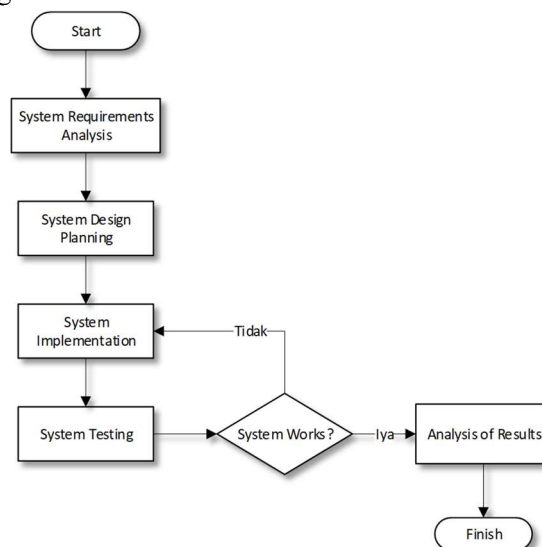 Start
System Requirements
Analysis
System Design
Planning
System
Implementation
Tidak
System Testing
System Works?
Iya
Analysis of Results
Finish